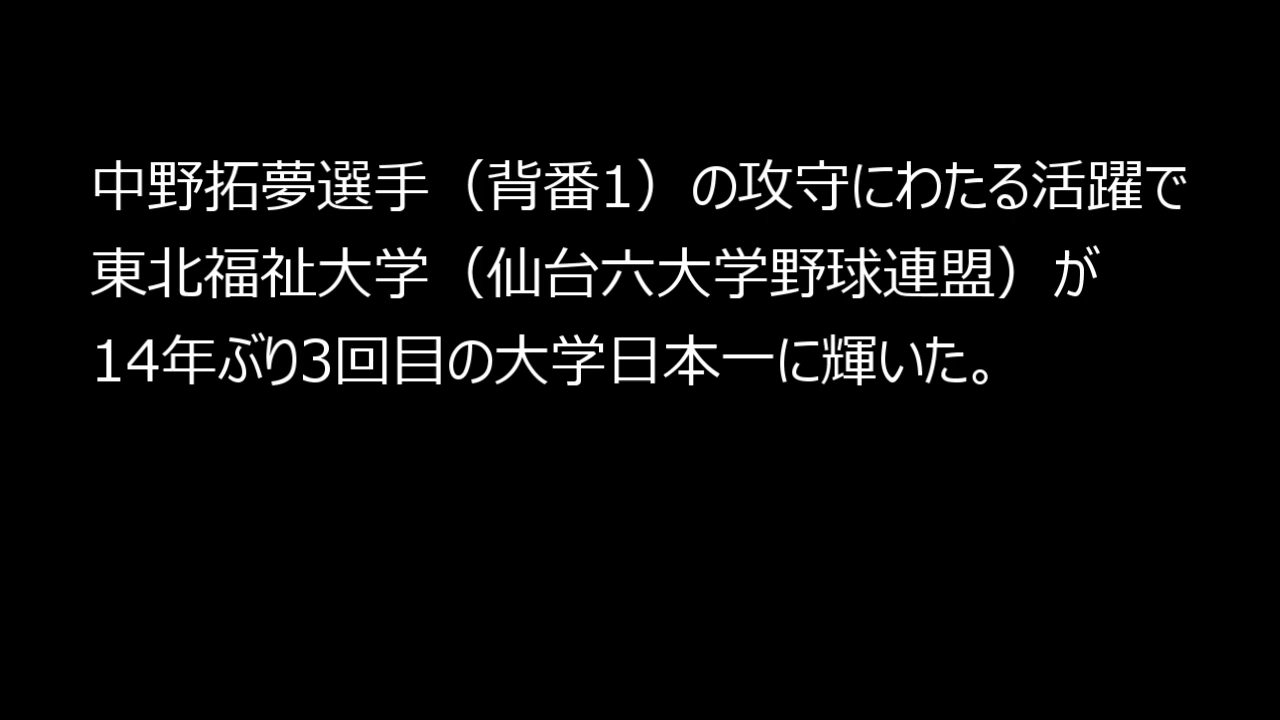 中野拓夢選手（背番1）の攻守にわたる活躍で
東北福祉大学（仙台六大学野球連盟）が
14年ぶり3回目の大学日本一に輝いた。